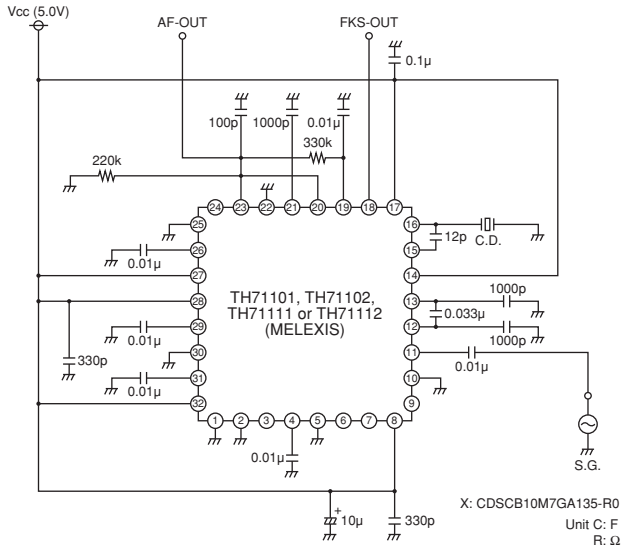 Vcc (5.0V)
AF-OUT
FKS-OUT
0.1µ
100p
1000p
0.01µ
330k
220k
24
23
22
21
20
19
18
17
25
26
27
28
29
30
31
32
16
15
14
13
12
11
10
9
1
2
3
4
5
6
7
8
0.01µ
330p
0.01µ
0.01µ
TH71101, TH71102,
TH71111 or TH71112
(MELEXIS)
12p
C.D.
1000p
0.033µ
1000p
0.01µ
S.G.
0.01µ
+
10µ
330p
X: CDSCB10M7GA135-R0
Unit C: F
R: Ω